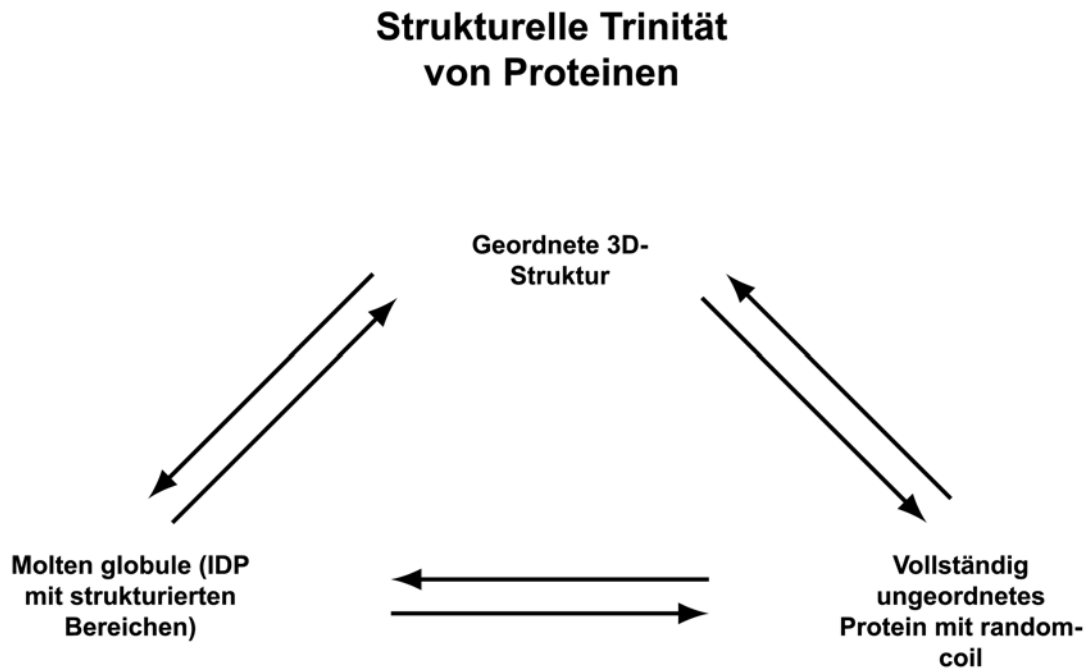 Strukturelle Trinität
von Proteinen
Geordnete 3D-
Struktur
Molten globule (IDP
mit strukturierten
Bereichen)
Vollständig
ungeordnetes
Protein mit random-
coil